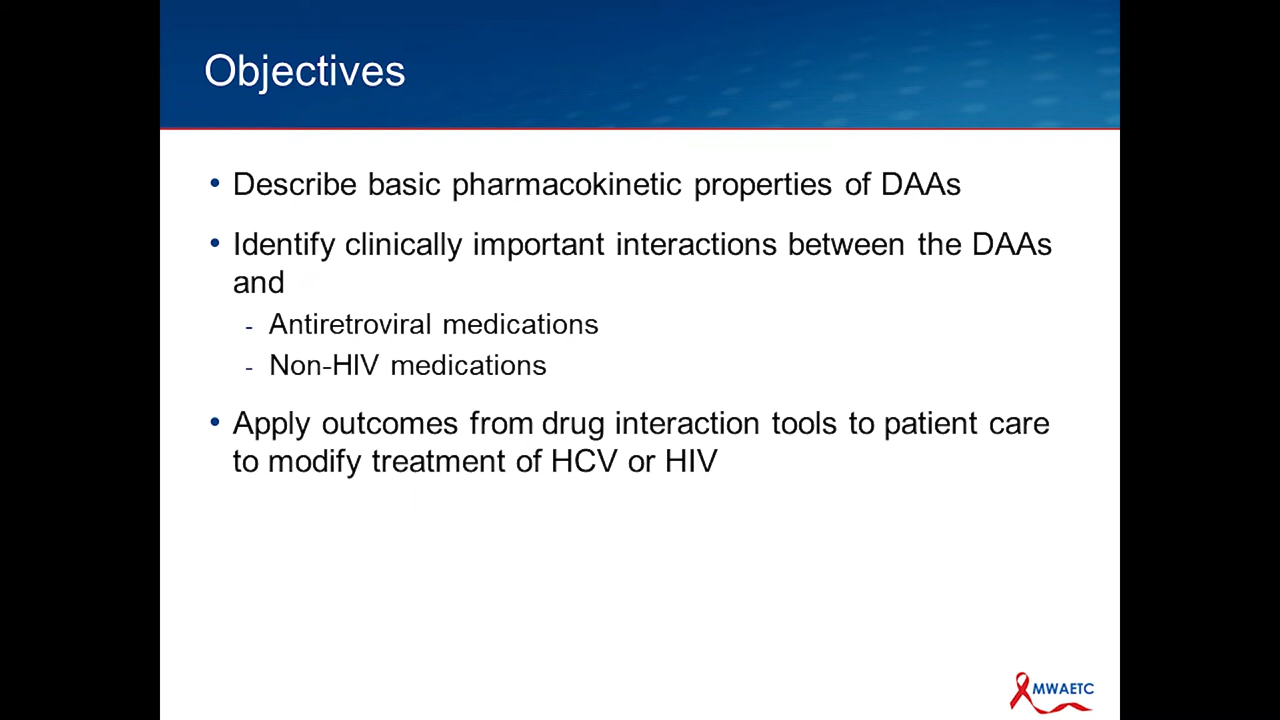 Objectives
• Describe basic pharmacokinetic properties of DAAs
• Identify clinically important interactions between the DAAs
and
- Antiretroviral medications
- Non-HIV medications
• Apply outcomes from drug interaction tools to patient care
to modify treatment of HCV or HIV
MWAETC